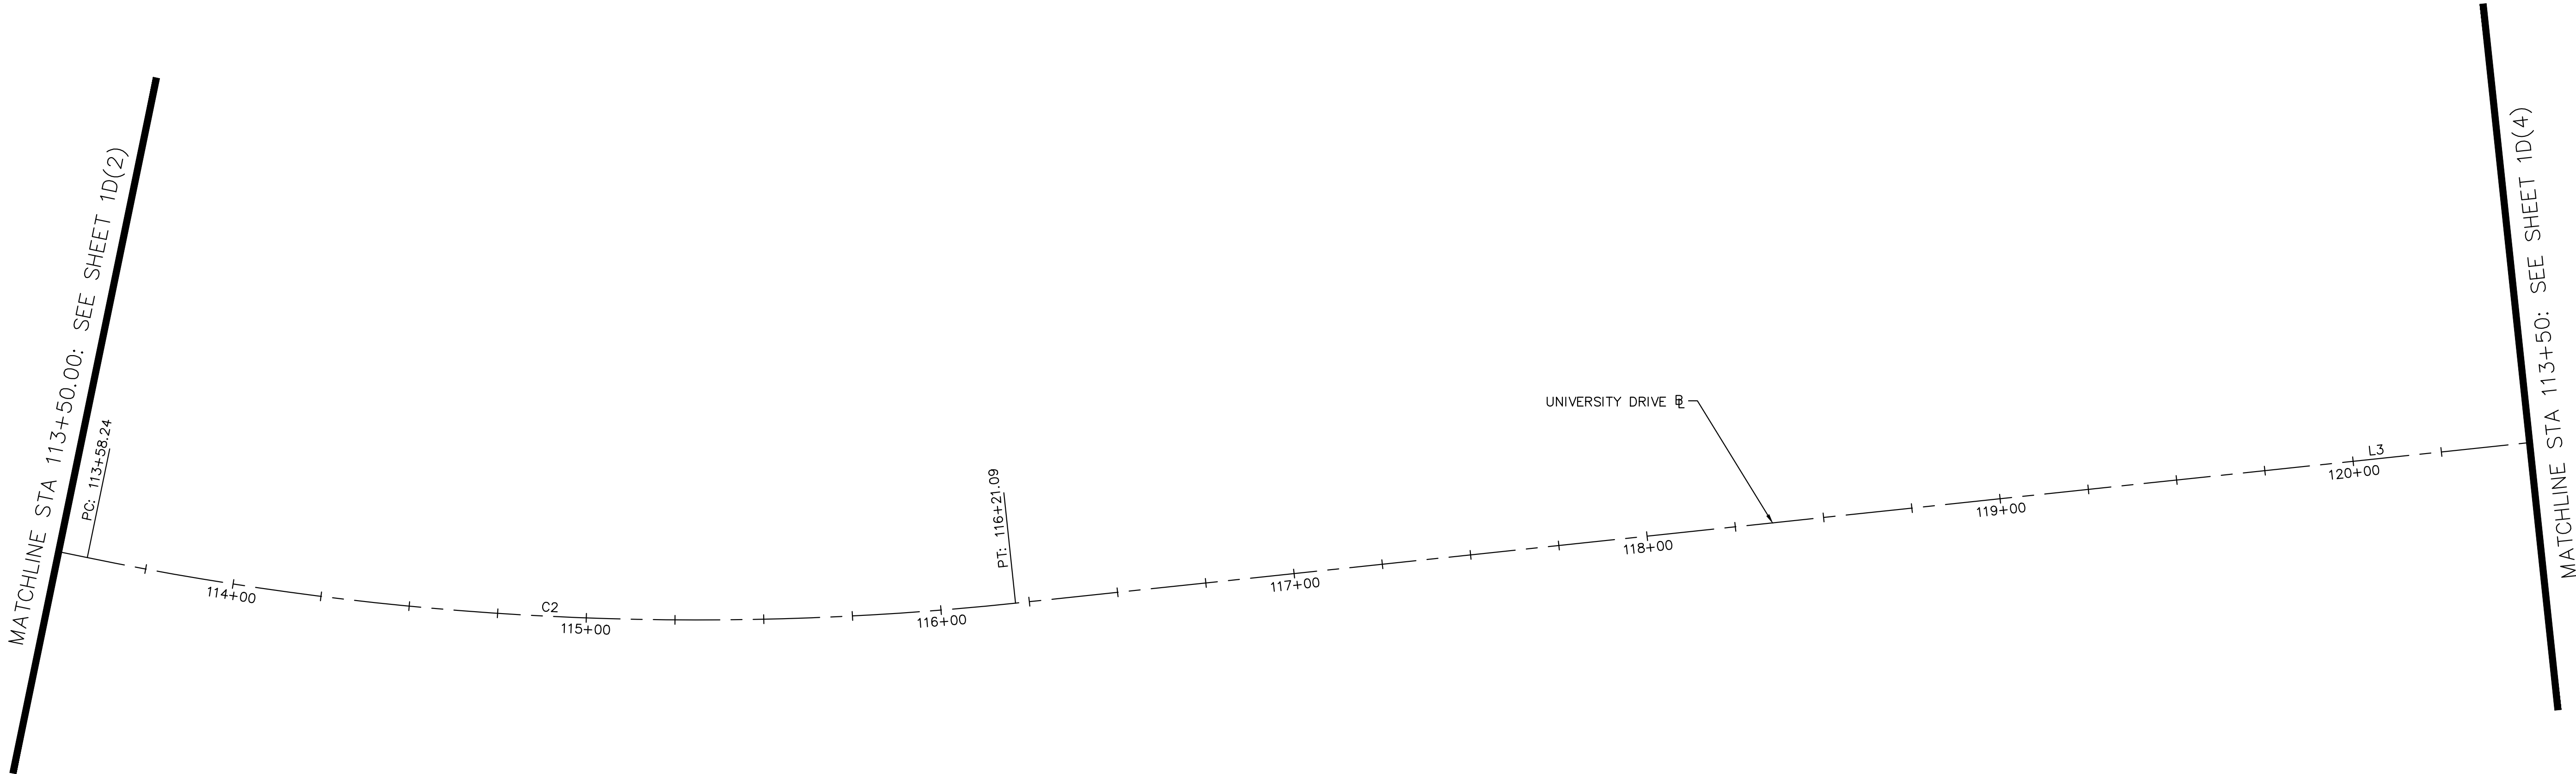 MATCHLINE STA 113+50.00: SEE SHEET 1D(2)
PC: 113+58.24
114+00
C2
115+00
116+00
PT: 116+21.09
117+00
UNIVERSITY DRIVE BL
118+00
119+00
L3
120+00
MATCHLINE STA 113+50: SEE SHEET 1D(4)